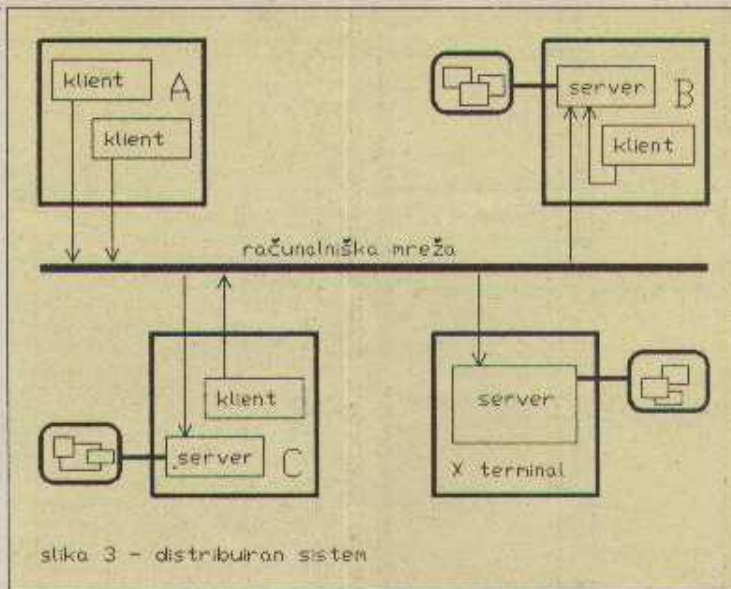 klient
A
klient
server
B
klient
računalniška mreža
klient
server
C
server
X terminal
slika 3 - distribuiran sistem